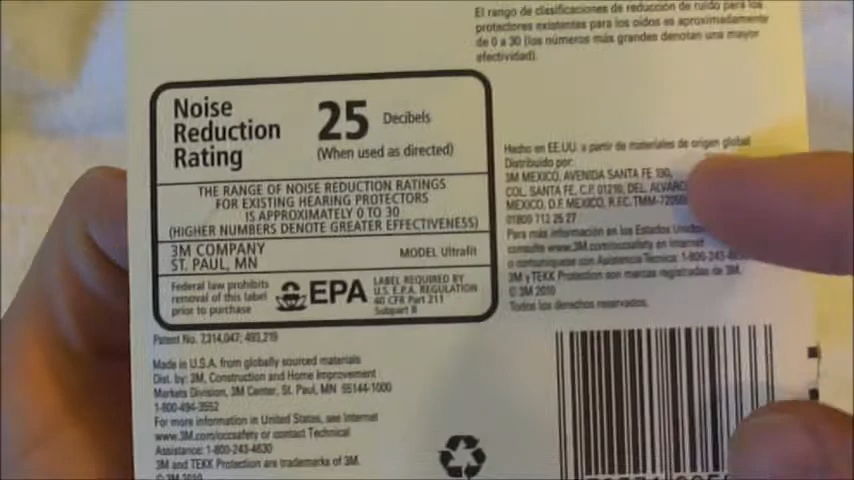 El rango de clasificaciones de reducción de ruido para los
protectores existentes para los oídos es aproximadamente
de 0 a 30 (los números más grandes denotan una mayor
efectividad).
Noise
Reduction
Rating
25 Decibels
(When used as directed)
THE RANGE OF NOISE REDUCTION RATINGS
FOR EXISTING HEARING PROTECTORS
IS APPROXIMATELY 0 TO 30
(HIGHER NUMBERS DENOTE GREATER EFFECTIVENESS)
3M COMPANY
ST. PAUL, MN
MODEL Ultrafit
Federal law prohibits
removal of this label
prior to purchase
EPA
LABEL REQUIRED BY
U.S. E.P.A. REGULATION
40 CFR Part 211
Subpart B
Patent No. 7,314,047;
Made in U.S.A. from globally sourced materials
Dist. by: 3M, Construction and Home Improvement
Markets Division, 3M Center, St. Paul, MN 55144-1000
1-800-494-3552
For more information in United States, see Internet
www.3M.com/occsafety or contact Technical
Assistance: 1-800-243-4630
3M and TEKK Protection are trademarks of 3M.
© 3M 2010
Hecho en EE.UU. a partir de materiales de origen global
Distribuido por:
3M MEXICO, AVENIDA SANTA FE 190,
COL. SANTA FE, C.P. 01210, DEL. ALVARO
MEXICO, D.F. MEXICO, R.F.C. TMM-
01800 712 25 27
Para más información en los Estados Unidos
consulte www.3M.com/occsafety en Internet
o comuníquese con Asistencia Técnica: 1-800-243-
3M y TEKK Protection son marcas registradas de 3M.
© 3M 2010
Todos los derechos reservados.